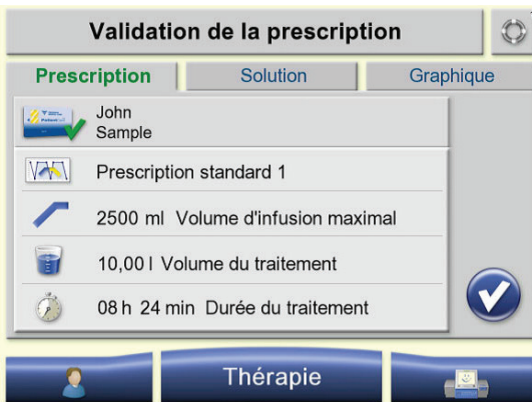 Validation de la prescription
Prescription Solution Graphique
John
Sample
Prescription standard 1
2500 ml Volume d'infusion maximal
10,00 l Volume du traitement
08 h 24 min Durée du traitement
Thérapie